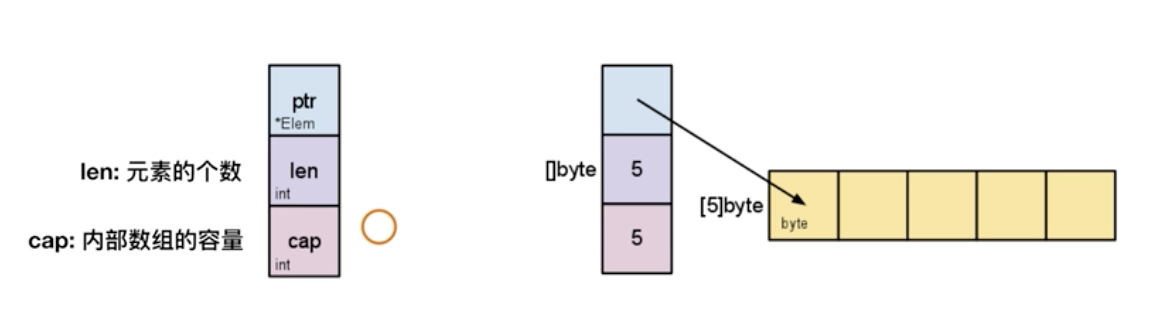 ptr
*Elem
len: 元素的个数
len
int
cap: 内部数组的容量
cap
int
[]byte
5
5
[5]byte
byte